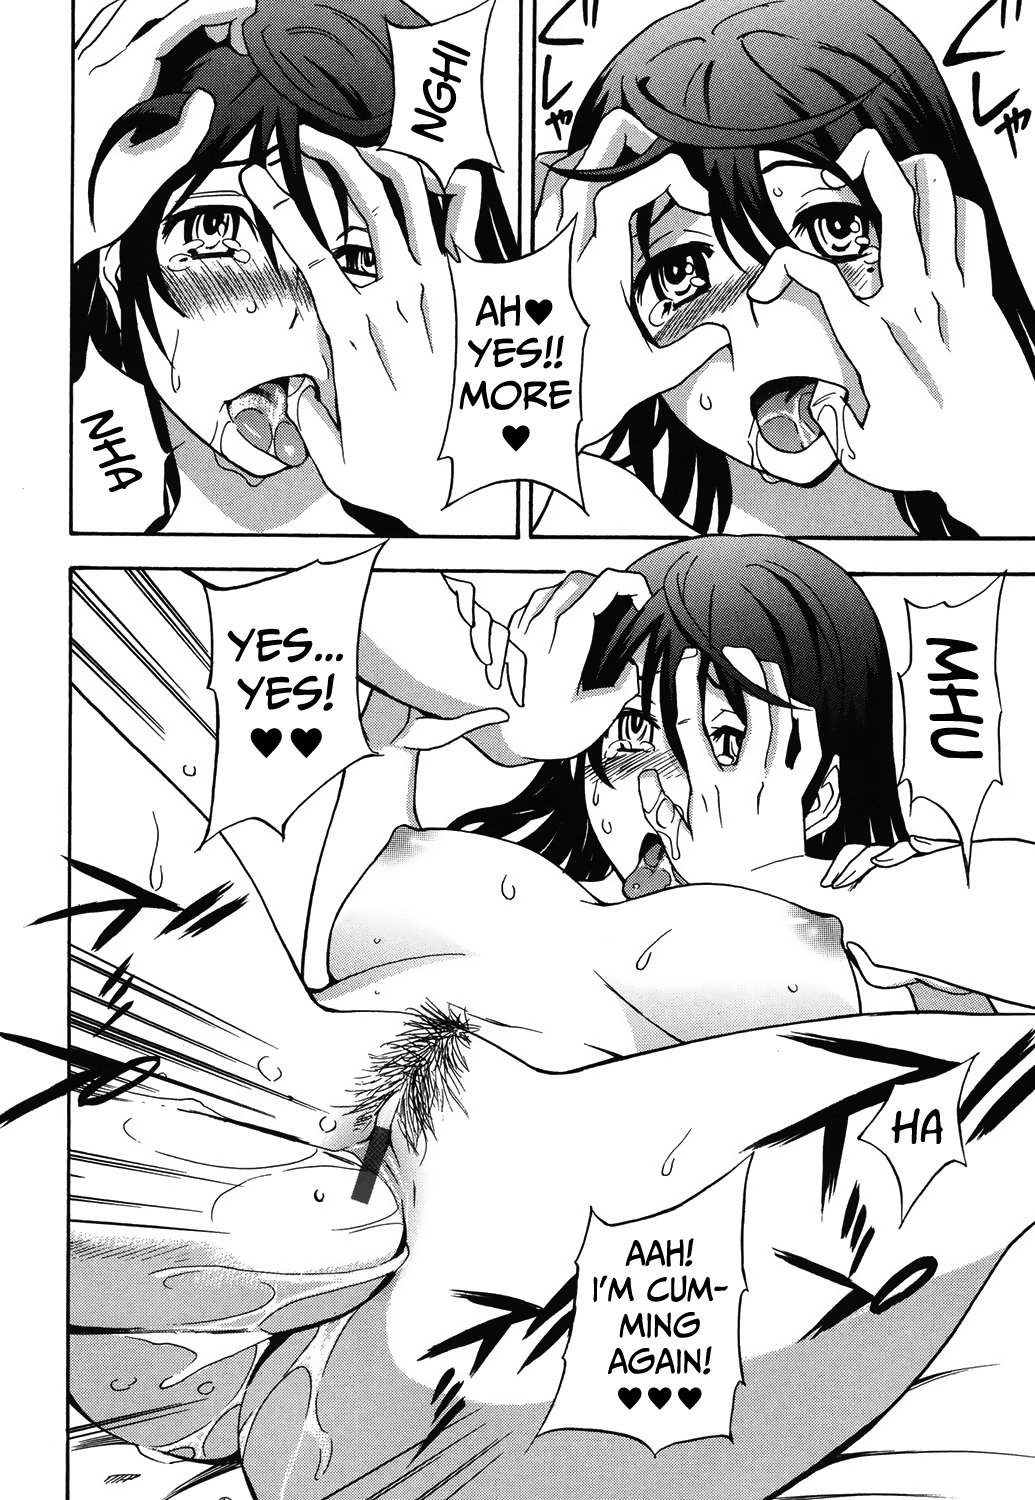 ぐしゃ
ぐしゃ
AH♥
YES!!
MORE
♥
NGHI
NHA
MHU
YES...
YES!
♥♥
HA
AAH!
I'M CUM-
MING
AGAIN!
♥♥♥